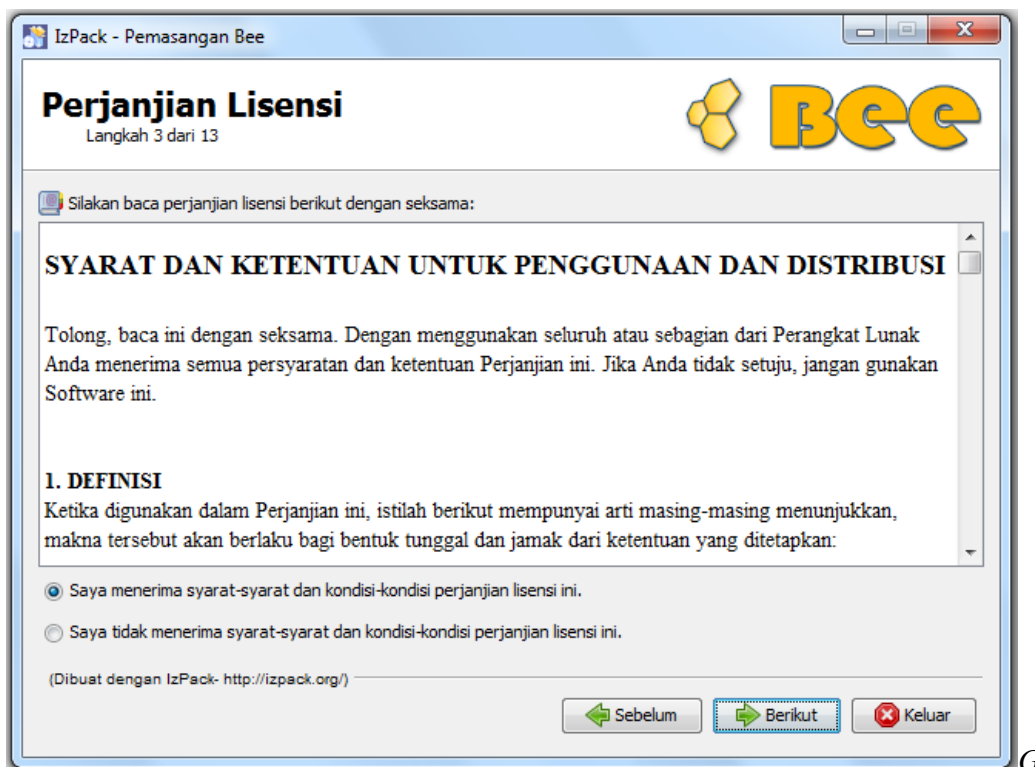 IzPack - Pemasangan Bee
Perjanjian Lisensi
Langkah 3 dari 13
Bee
Silakan baca perjanjian lisensi berikut dengan seksama:
SYARAT DAN KETENTUAN UNTUK PENGGUNAAN DAN DISTRIBUSI
Tolong, baca ini dengan seksama. Dengan menggunakan seluruh atau sebagian dari Perangkat Lunak
Anda menerima semua persyaratan dan ketentuan Perjanjian ini. Jika Anda tidak setuju, jangan gunakan
Software ini.
1. DEFINISI
Ketika digunakan dalam Perjanjian ini, istilah berikut mempunyai arti masing-masing menunjukkan,
makna tersebut akan berlaku bagi bentuk tunggal dan jamak dari ketentuan yang ditetapkan:
Saya menerima syarat-syarat dan kondisi-kondisi perjanjian lisensi ini.
Saya tidak menerima syarat-syarat dan kondisi-kondisi perjanjian lisensi ini.
(Dibuat dengan IzPack- http://izpack.org/)
Sebelum
Berikut
Keluar